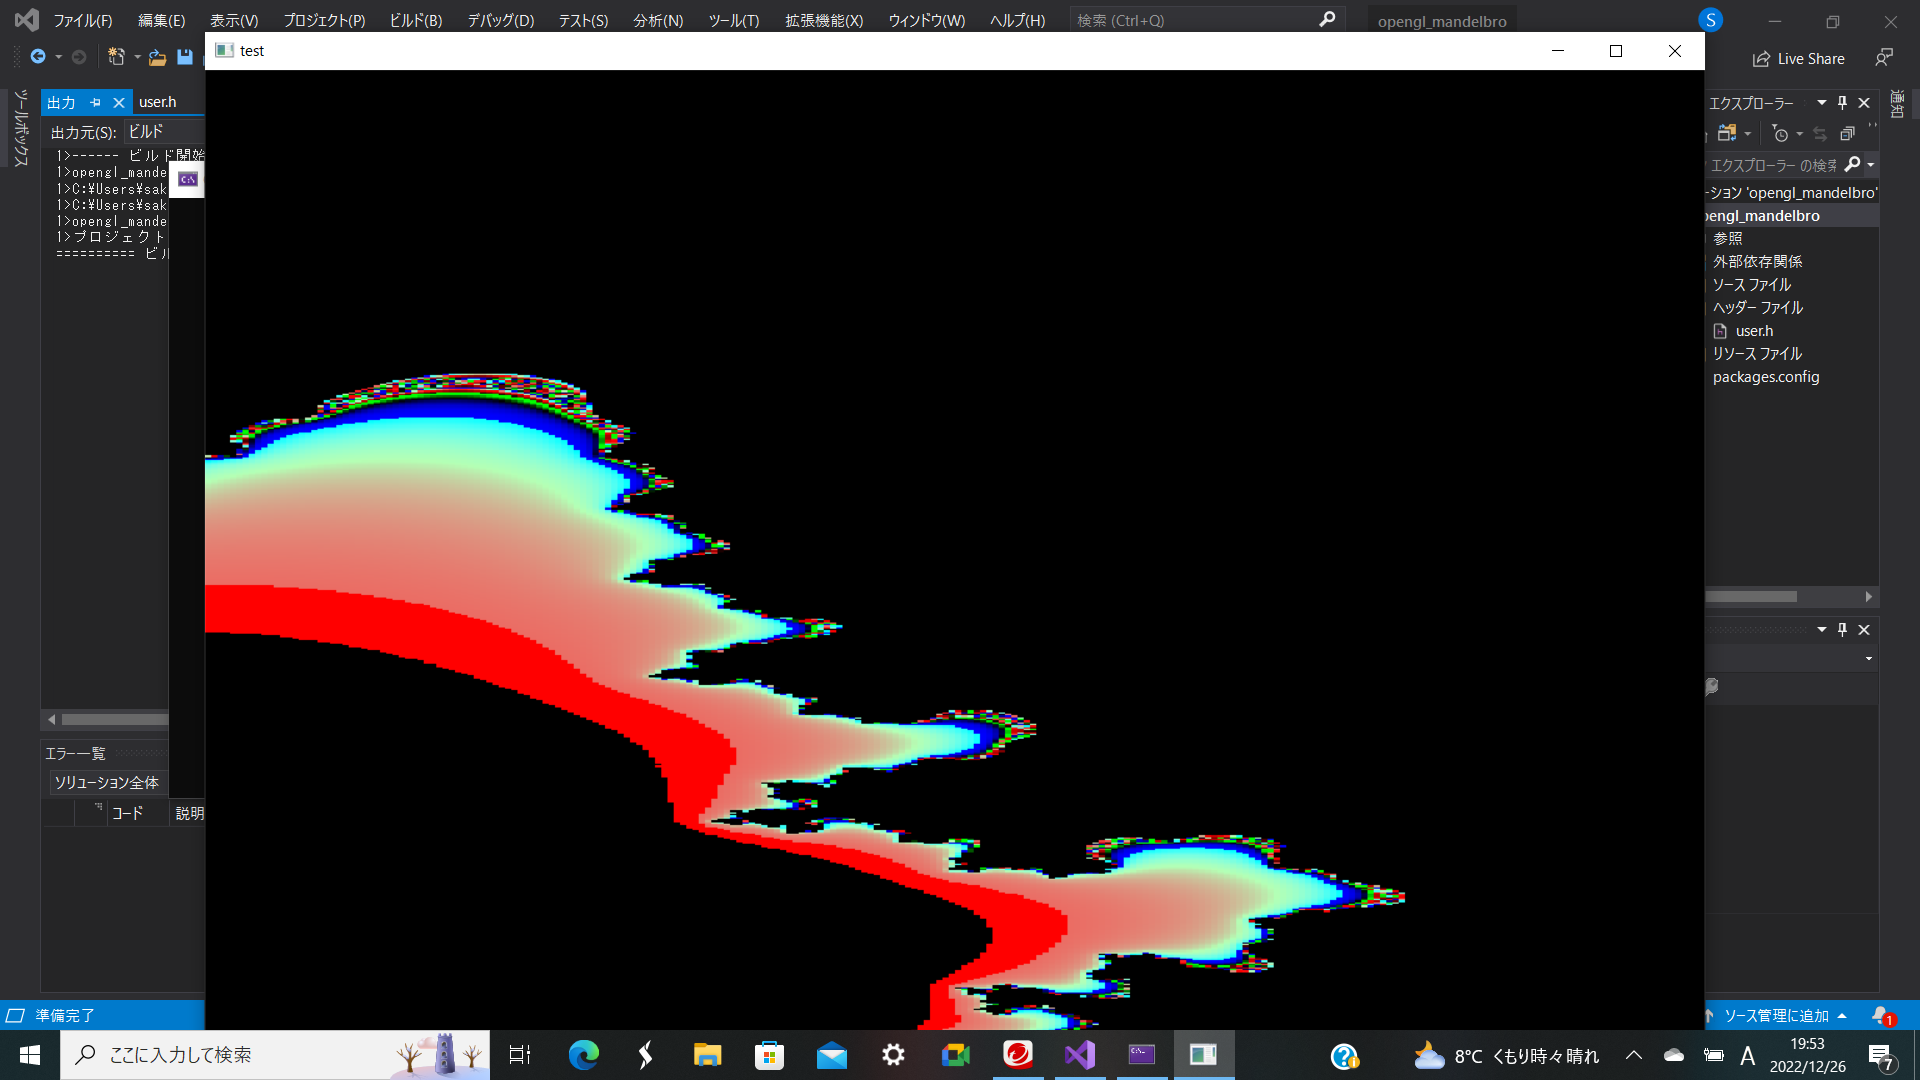 ファイル(F) 編集(E) 表示(V) プロジェクト(P) ビルド(B) デバッグ(D) テスト(S) 分析(N) ツール(T) 拡張機能(X) ウィンドウ(W) ヘルプ(H) 検索 (Ctrl+Q) opengl_mandelbro S
test
Live Share
ツールボックス
出力 user.h
出力元(S): ビルド
1>------ ビルド開始
1>opengl_mande
1>C:¥Users¥sak
1>C:¥Users¥sak
1>opengl_mande
1>プロジェクト
========== ビル
エラー一覧
ソリューション全体
コード 説明
エクスプローラー
通知
エクスプローラー の検索
ーション 'opengl_mandelbro'
pengl_mandelbro
参照
外部依存関係
ソース ファイル
ヘッダー ファイル
user.h
リソース ファイル
packages.config
準備完了
ソース管理に追加 1
ここに入力して検索
8°C くもり時々晴れ
A
19:53
2022/12/26
7